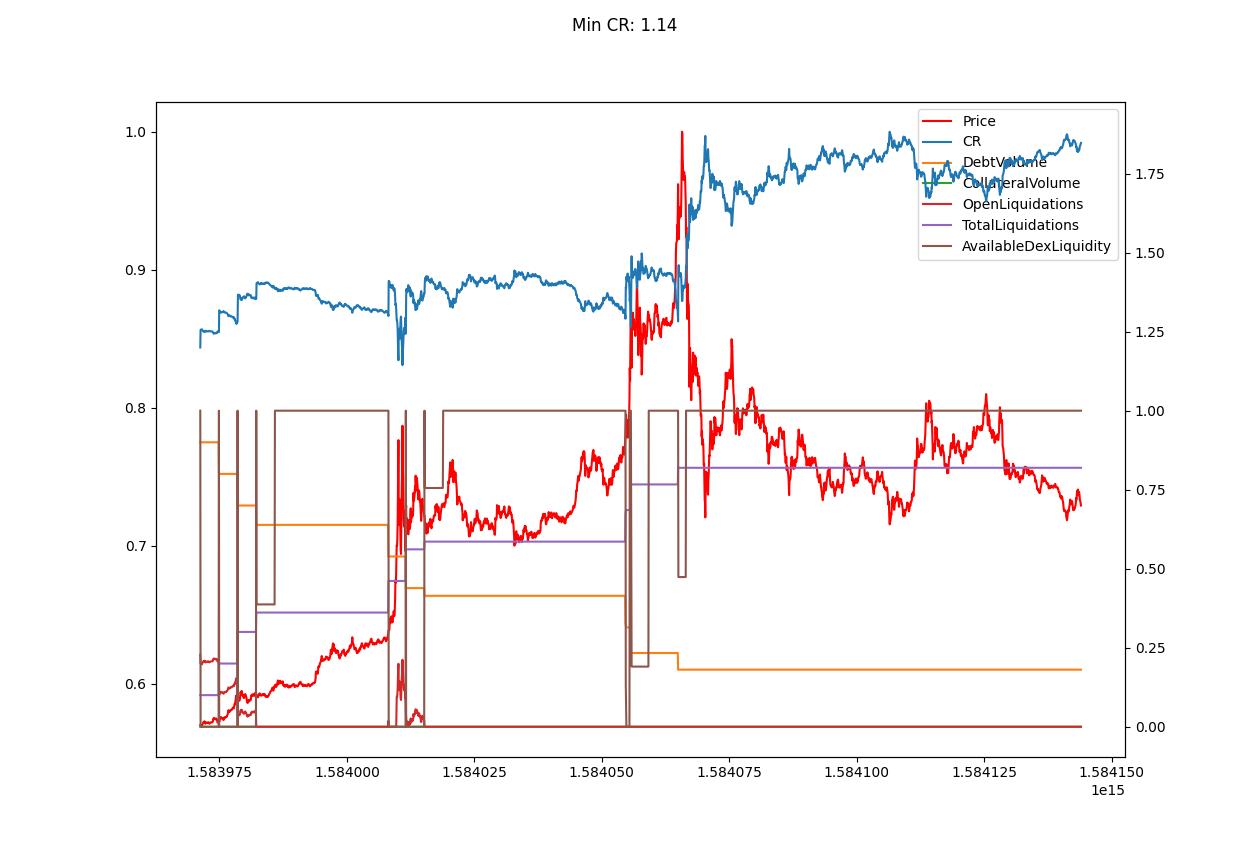 Min CR: 1.14
Price
CR
DebtVolume
CollateralVolume
OpenLiquidations
TotalLiquidations
AvailableDexLiquidity
1.0
0.9
0.8
0.7
0.6
1.75
1.50
1.25
1.00
0.75
0.50
0.25
0.00
1.583975 1.584000 1.584025 1.584050 1.584075 1.584100 1.584125 1.584150
1e15